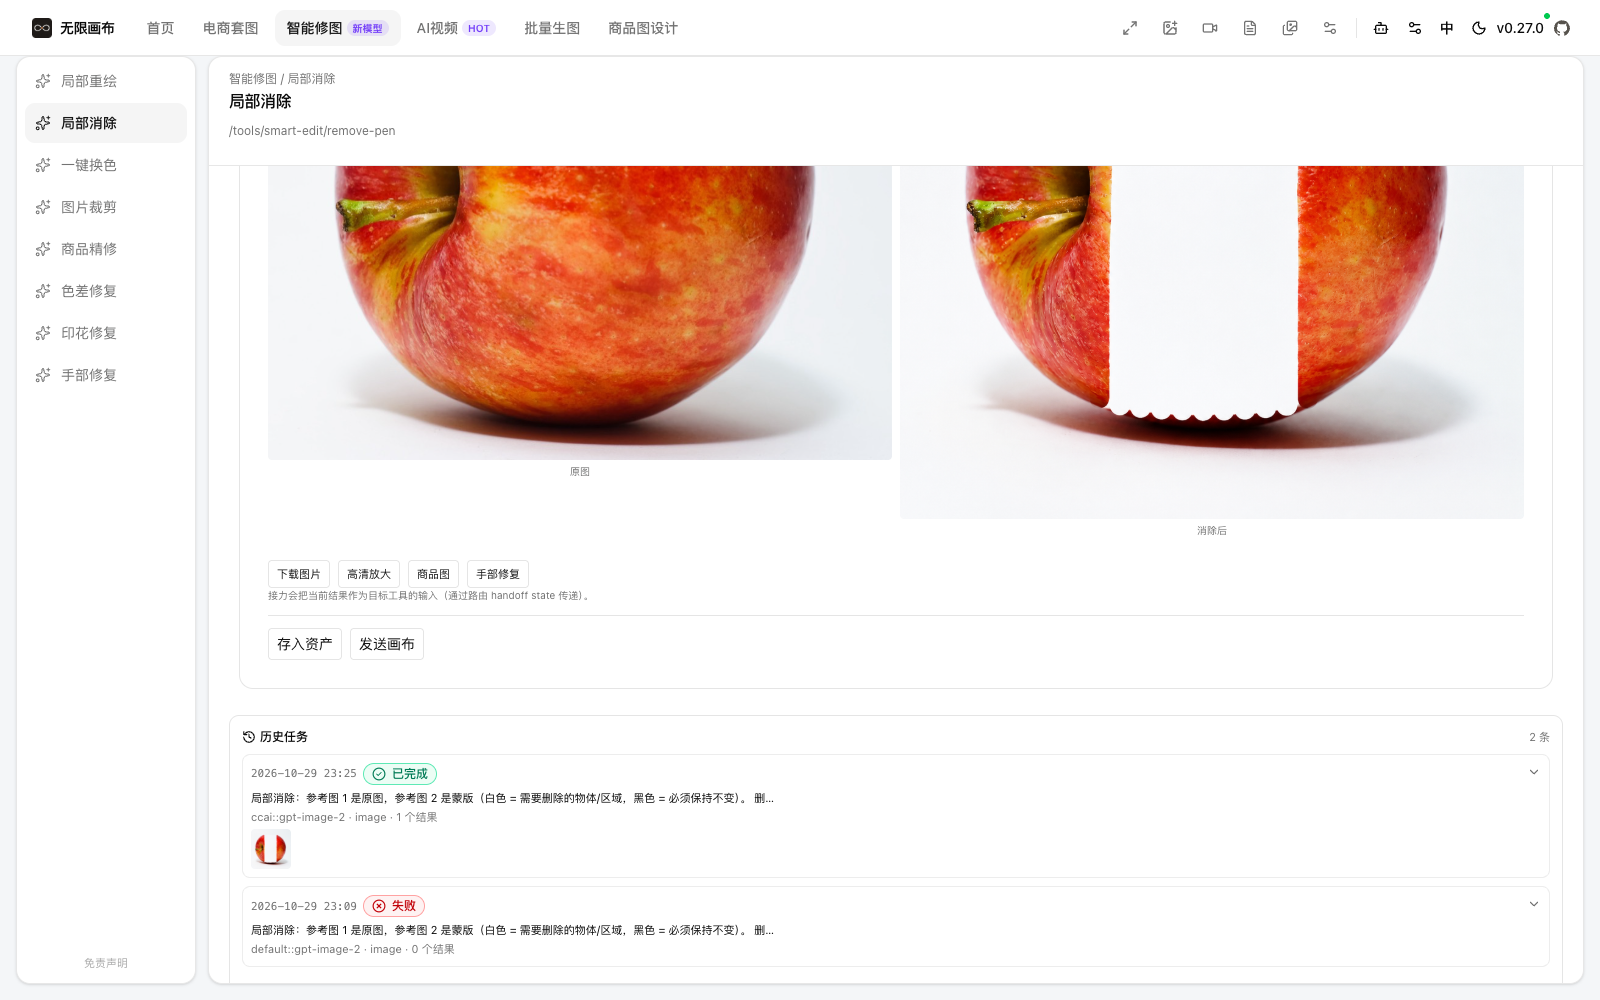 无限画布
首页
电商套图
智能修图 新模型
AI视频 HOT
批量生图
商品图设计
中
v0.27.0
局部重绘
局部消除
一键换色
图片裁剪
商品精修
色差修复
印花修复
手部修复
免责声明
智能修图 / 局部消除
局部消除
/tools/smart-edit/remove-pen
原图
消除后
下载图片
高清放大
商品图
手部修复
接力会把当前结果作为目标工具的输入（通过路由 handoff state 传递）。
存入资产
发送画布
历史任务
2 条
2026-10-29 23:25 已完成
局部消除：参考图 1 是原图，参考图 2 是蒙版（白色 = 需要删除的物体/区域，黑色 = 必须保持不变）。 删...
ccai::gpt-image-2 · image · 1 个结果
2026-10-29 23:09 失败
局部消除：参考图 1 是原图，参考图 2 是蒙版（白色 = 需要删除的物体/区域，黑色 = 必须保持不变）。 删...
default::gpt-image-2 · image · 0 个结果